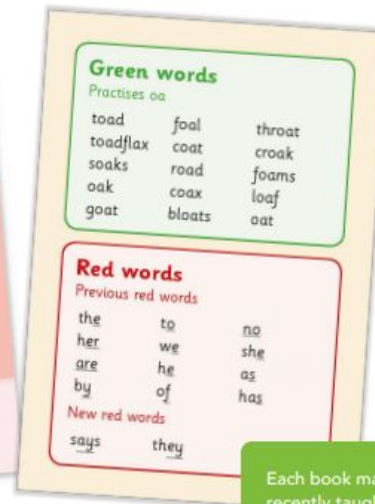 Green words
Practises oa
toad foal throat
toadflax coat croak
soaks road foams
oak coax loaf
goat bloats oat
Red words
Previous red words
the to no
her we she
are he as
by of has
New red words
says they
Each book ma
recently taugh